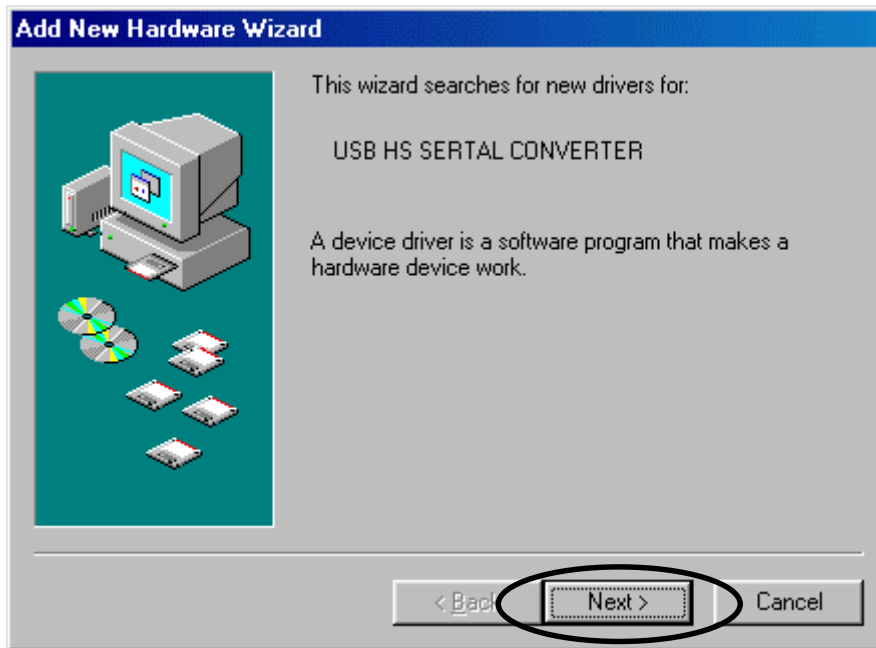 Add New Hardware Wizard
This wizard searches for new drivers for:
USB HS SERTAL CONVERTER
A device driver is a software program that makes a
hardware device work.
< Back
Next >
Cancel